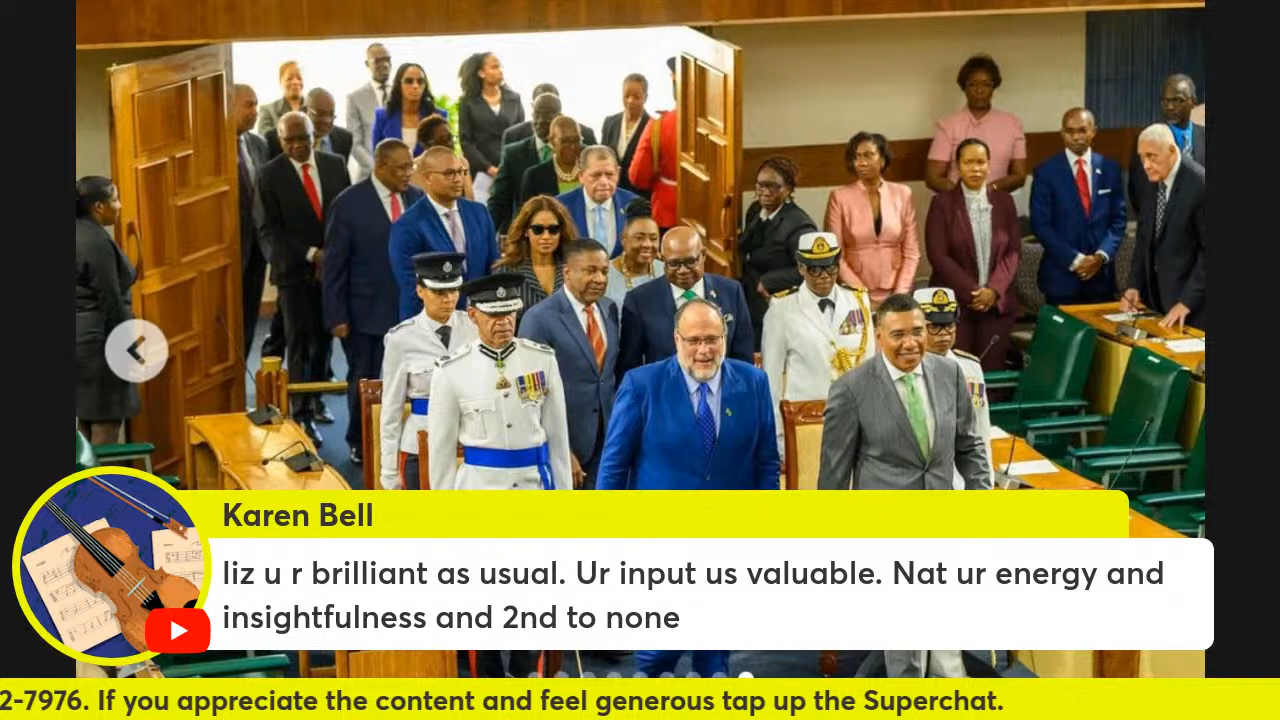 Karen Bell
liz u r brilliant as usual. Ur input us valuable. Nat ur energy and
insightfulness and 2nd to none
2-7976. If you appreciate the content and feel generous tap up the Superchat.